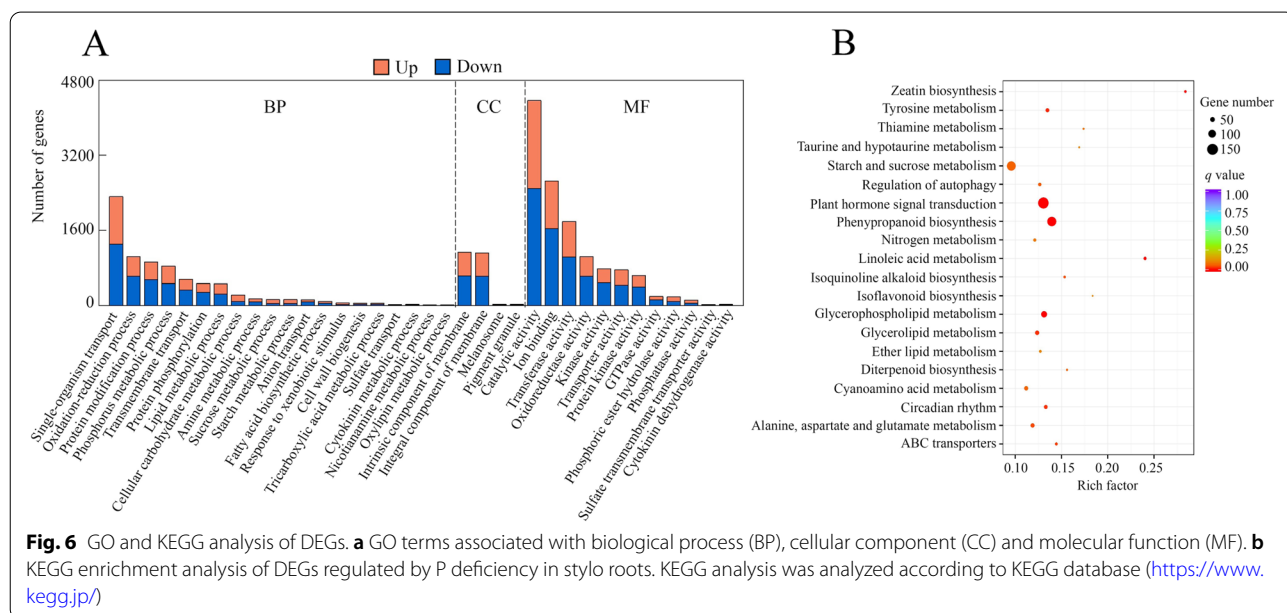 A
B
Up Down
4800
3200
1600
0
Number of genes
BP
CC
MF
Single-organism transport
Oxidation-reduction process
Protein modification process
Phosphorus metabolic process
Transmembrane transport
Protein phosphorylation
Lipid metabolic process
Cellular carbohydrate metabolic process
Amine metabolic process
Sucrose metabolic process
Starch metabolic process
Anion transport
Fatty acid biosynthetic process
Response to xenobiotic stimulus
Cell wall biogenesis
Tricarboxylic acid metabolic process
Sulfate transport
Cytokinin metabolic process
Nicotianamine metabolic process
Oxylipin metabolic process
Intrinsic component of membrane
Integral component of membrane
Melanosome
Pigment granule
Catalytic activity
Ion binding
Transferase activity
Oxidoreductase activity
Kinase activity
Transporter activity
Protein kinase activity
GTPase activity
Phosphoric ester hydrolase activity
Phosphatase activity
Sulfate transmembrane transporter activity
Cytokinin dehydrogenase activity
Zeatin biosynthesis
Tyrosine metabolism
Thiamine metabolism
Taurine and hypotaurine metabolism
Starch and sucrose metabolism
Regulation of autophagy
Plant hormone signal transduction
Phenypropanoid biosynthesis
Nitrogen metabolism
Linoleic acid metabolism
Isoquinoline alkaloid biosynthesis
Isoflavonoid biosynthesis
Glycerophospholipid metabolism
Glycerolipid metabolism
Ether lipid metabolism
Diterpenoid biosynthesis
Cyanoamino acid metabolism
Circadian rhythm
Alanine, aspartate and glutamate metabolism
ABC transporters
0.10 0.15 0.20 0.25
Rich factor
Gene number
50
100
150
q value
1.00
0.75
0.50
0.25
0.00
Fig. 6 GO and KEGG analysis of DEGs. a GO terms associated with biological process (BP), cellular component (CC) and molecular function (MF). b
KEGG enrichment analysis of DEGs regulated by P deficiency in stylo roots. KEGG analysis was analyzed according to KEGG database (https://www.
kegg.jp/)